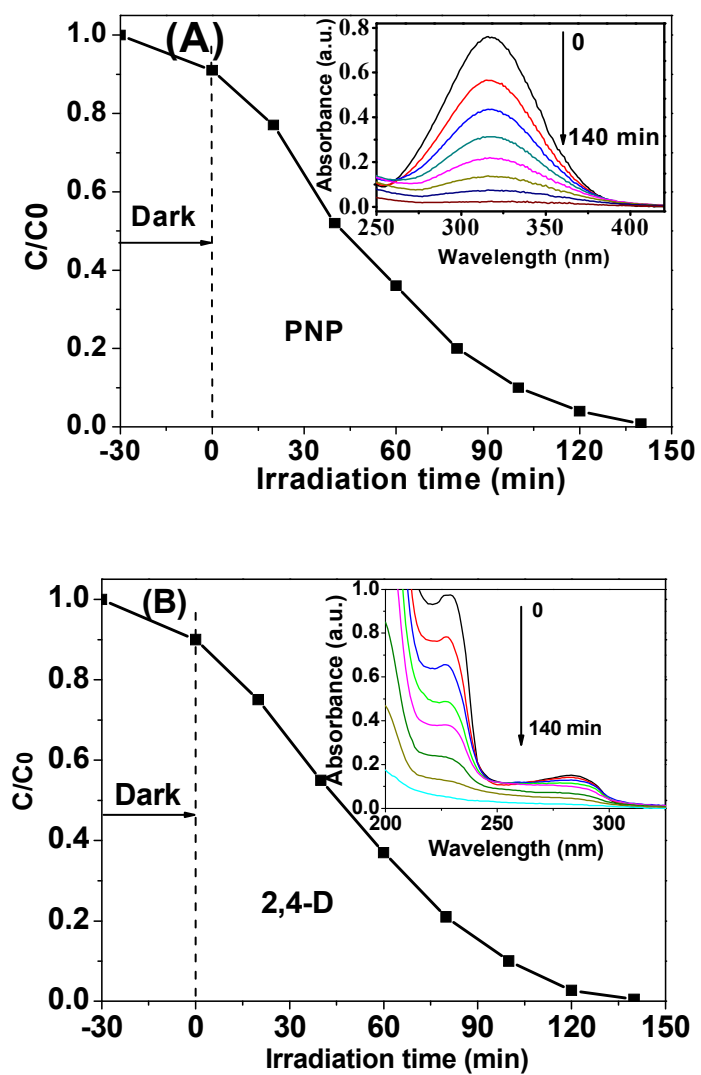 (A)
C/C0
1.0
0.8
0.6
0.4
0.2
0.0
Dark
PNP
-30 0 30 60 90 120 150
Irradiation time (min)
Absorbance (a.u.)
0.8
0.6
0.4
0.2
0.0
0
140 min
250 300 350 400
Wavelength (nm)
(B)
C/C0
1.0
0.8
0.6
0.4
0.2
0.0
Dark
2,4-D
-30 0 30 60 90 120 150
Irradiation time (min)
Absorbance (a.u.)
1.0
0.8
0.6
0.4
0.2
0.0
0
140 min
200 250 300
Wavelength (nm)